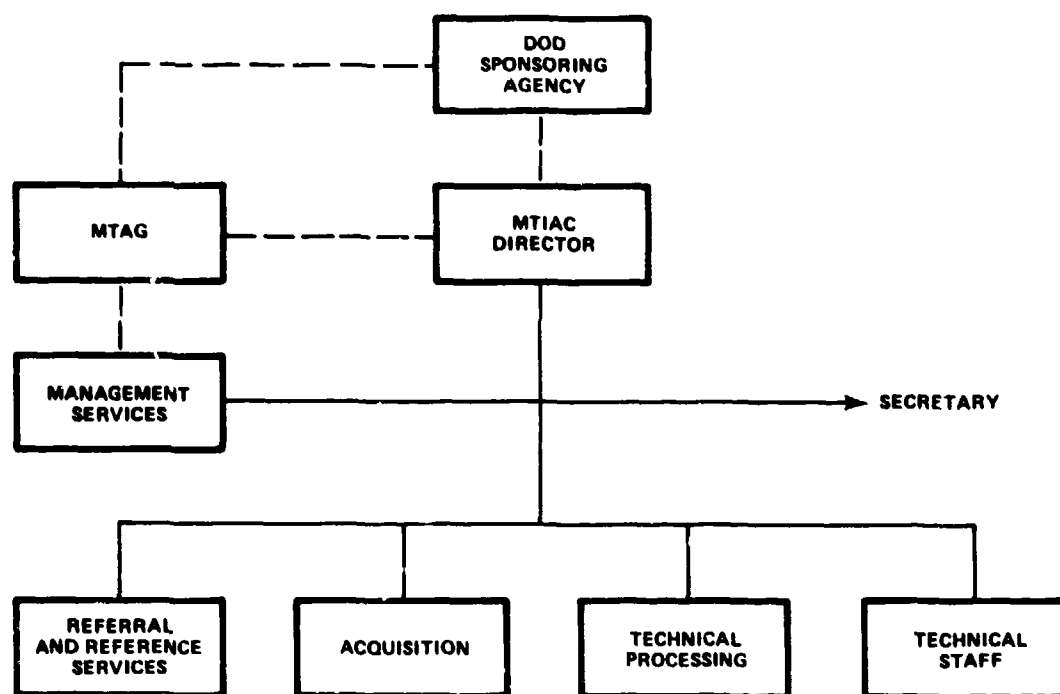 DOD
SPONSORING
AGENCY
MTAG
MTIAC
DIRECTOR
MANAGEMENT
SERVICES
SECRETARY
REFERRAL
AND REFERENCE
SERVICES
ACQUISITION
TECHNICAL
PROCESSING
TECHNICAL
STAFF